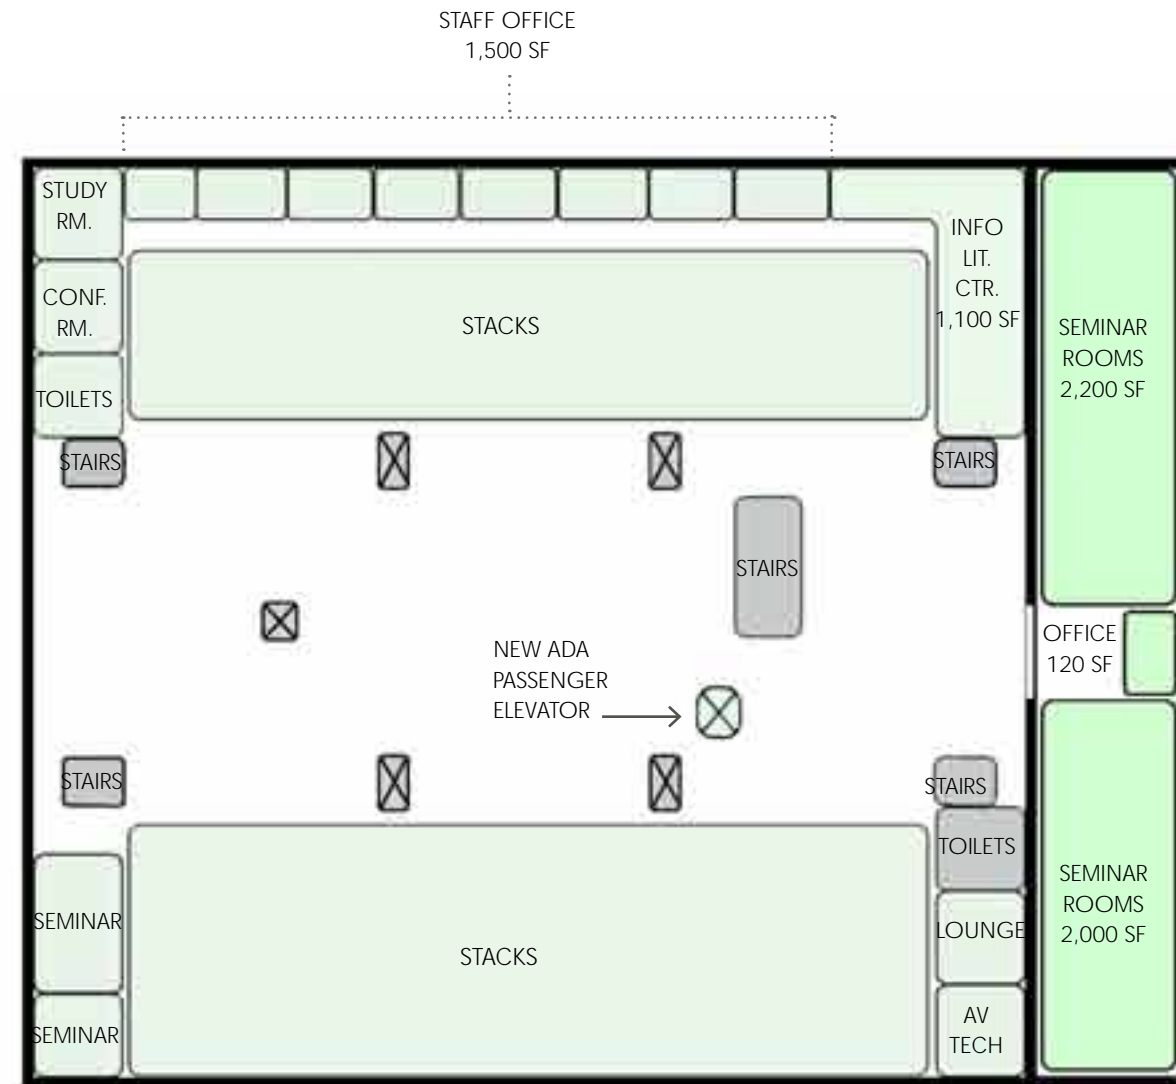 STAFF OFFICE
1,500 SF
STUDY
RM.
INFO
LIT.
CTR.
1,100 SF
CONF.
RM.
STACKS
SEMINAR
ROOMS
2,200 SF
TOILETS
STAIRS
STAIRS
STAIRS
NEW ADA
PASSENGER
ELEVATOR
OFFICE
120 SF
STAIRS
STAIRS
TOILETS
SEMINAR
LOUNGE
SEMINAR
ROOMS
2,000 SF
STACKS
SEMINAR
AV
TECH